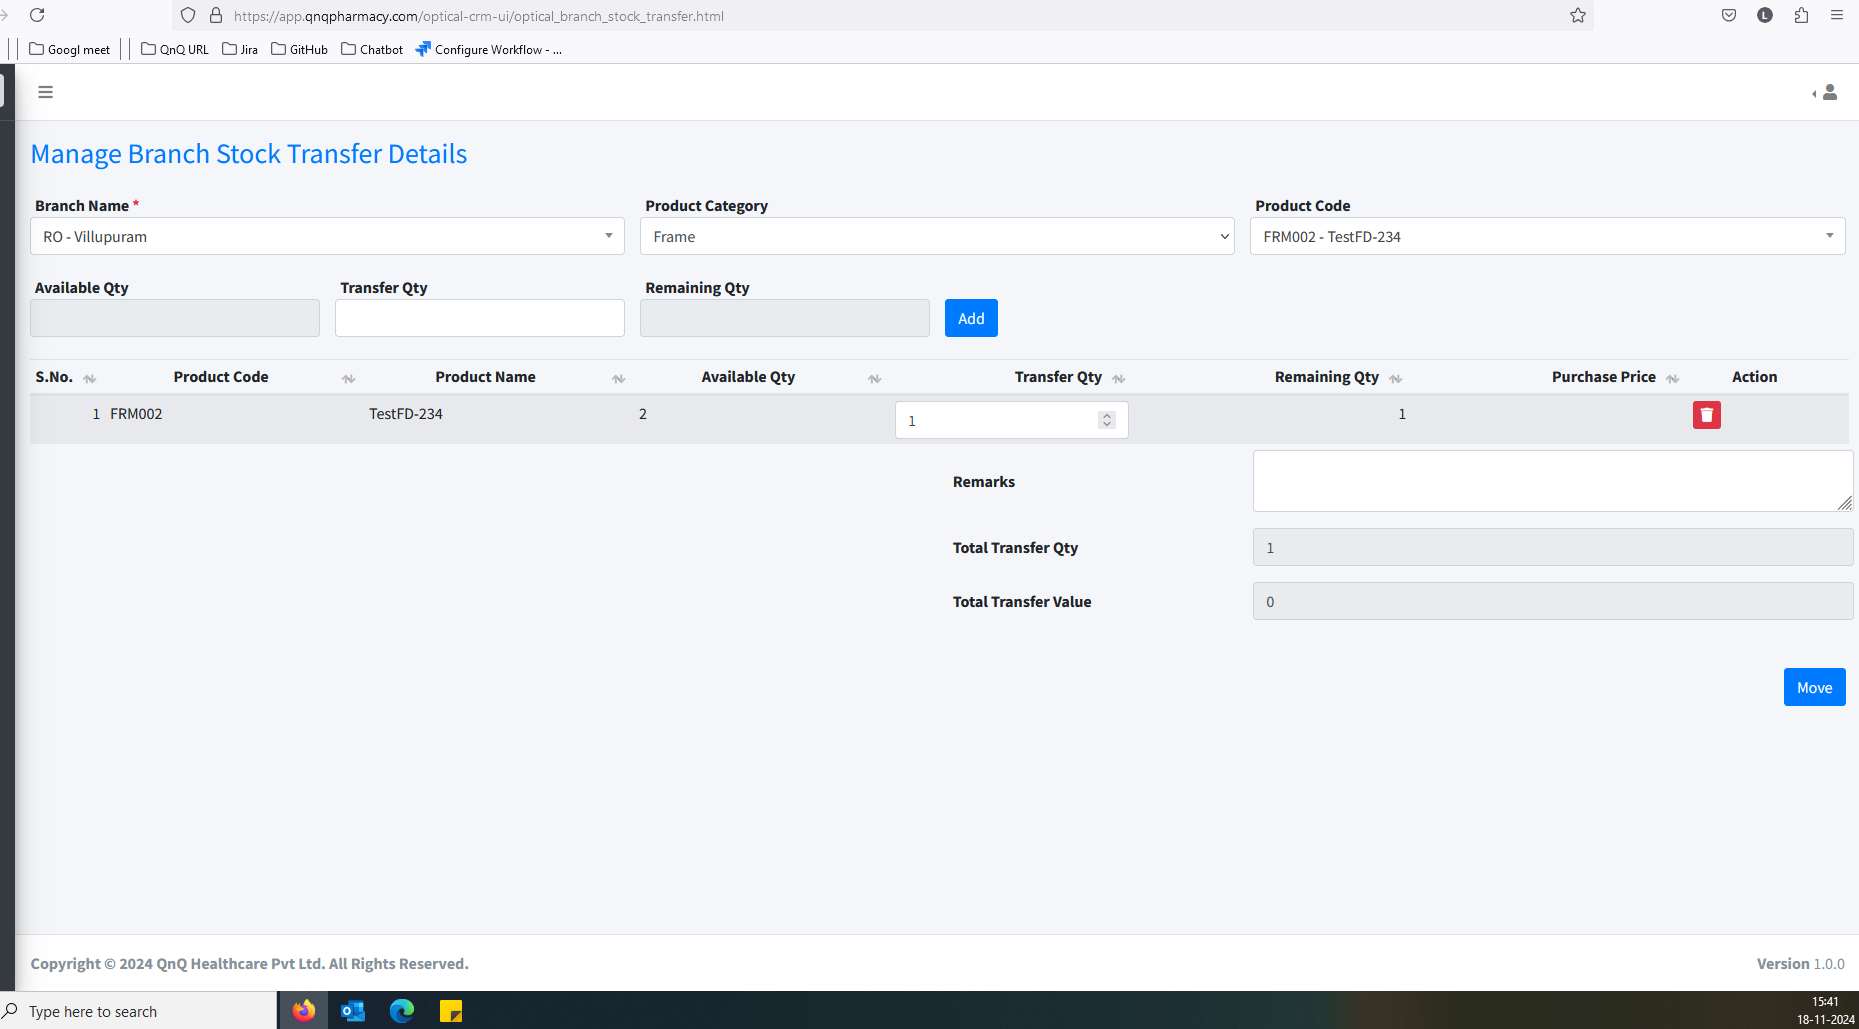 https://app.qnqpharmacy.com/optical-crm-ui/optical_branch_stock_transfer.html
L
Googl meet QnQ URL Jira GitHub Chatbot Configure Workflow - ...
Manage Branch Stock Transfer Details
Branch Name * Product Category Product Code
RO - Villupuram Frame FRM002 - TestFD-234
Available Qty Transfer Qty Remaining Qty
Add
S.No. Product Code Product Name Available Qty Transfer Qty Remaining Qty Purchase Price Action
1 FRM002 TestFD-234 2 1 1
Remarks
Total Transfer Qty 1
Total Transfer Value 0
Move
Copyright © 2024 QnQ Healthcare Pvt Ltd. All Rights Reserved. Version 1.0.0
Type here to search
15:41
18-11-2024